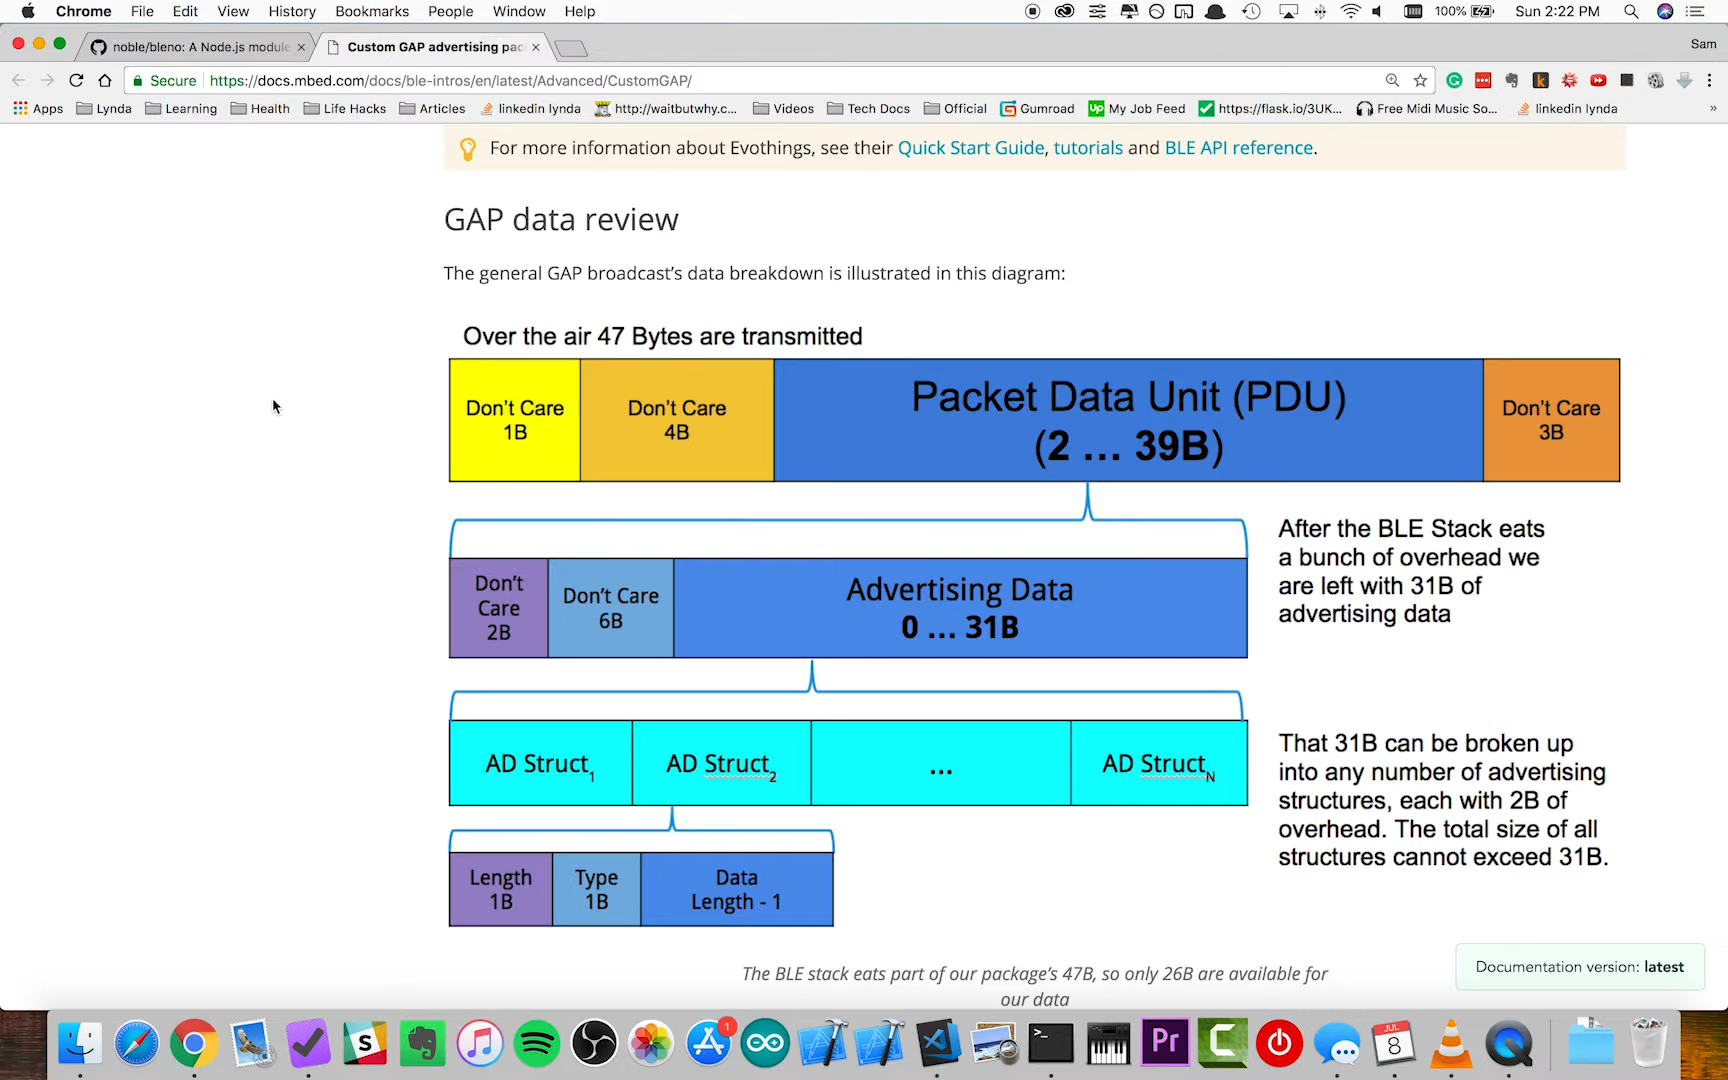 Chrome File Edit View History Bookmarks People Window Help 100% Sun 2:22 PM
noble/bleno: A Node.js module Custom GAP advertising pac Sam
Secure https://docs.mbed.com/docs/ble-intros/en/latest/Advanced/CustomGAP/
Apps Lynda Learning Health Life Hacks Articles linkedin lynda http://waitbutwhy.c... Videos Tech Docs Official Gumroad My Job Feed https://flask.io/3UK... Free Midi Music So... linkedin lynda »
For more information about Evothings, see their Quick Start Guide, tutorials and BLE API reference.
GAP data review
The general GAP broadcast's data breakdown is illustrated in this diagram:
Over the air 47 Bytes are transmitted
Don't Care
1B
Don't Care
4B
Packet Data Unit (PDU)
(2 ... 39B)
Don't Care
3B
Don't
Care
2B
Don't Care
6B
Advertising Data
0 ... 31B
After the BLE Stack eats
a bunch of overhead we
are left with 31B of
advertising data
AD Struct1
AD Struct2
...
AD StructN
That 31B can be broken up
into any number of advertising
structures, each with 2B of
overhead. The total size of all
structures cannot exceed 31B.
Length
1B
Type
1B
Data
Length - 1
The BLE stack eats part of our package's 47B, so only 26B are available for
our data
Documentation version: latest
1
Pr
JUL
8